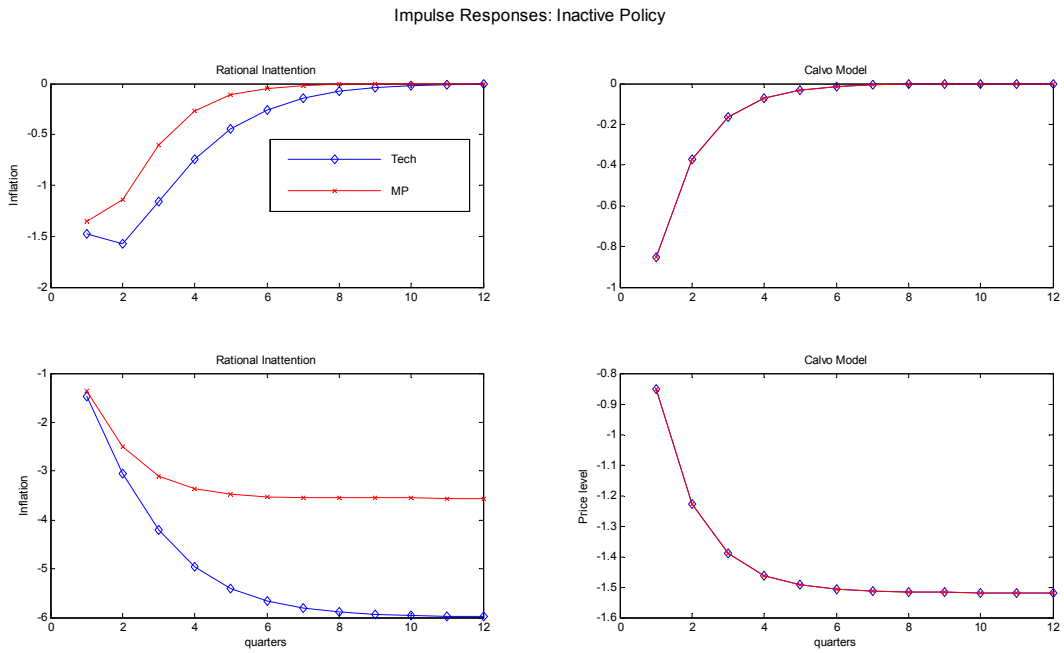 Impulse Responses: Inactive Policy
Rational Inattention
Inflation
0
-0.5
-1
-1.5
-2
0 2 4 6 8 10 12
Tech
MP
Calvo Model
0
-0.2
-0.4
-0.6
-0.8
-1
0 2 4 6 8 10 12
Rational Inattention
Inflation
-1
-2
-3
-4
-5
-6
0 2 4 6 8 10 12
quarters
Calvo Model
Price level
-0.8
-0.9
-1
-1.1
-1.2
-1.3
-1.4
-1.5
-1.6
0 2 4 6 8 10 12
quarters